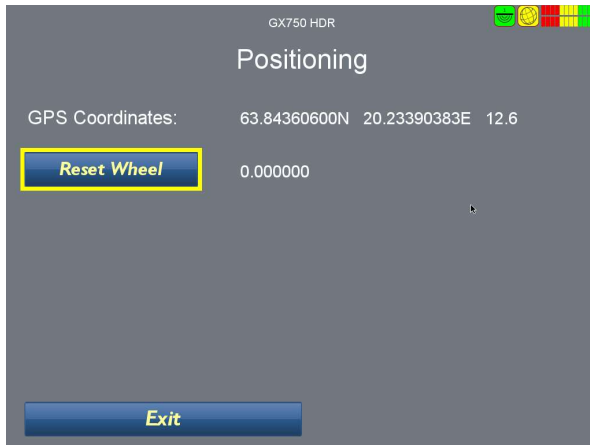 GX750 HDR
Positioning
GPS Coordinates: 63.84360600N 20.23390383E 12.6
Reset Wheel 0.000000
Exit